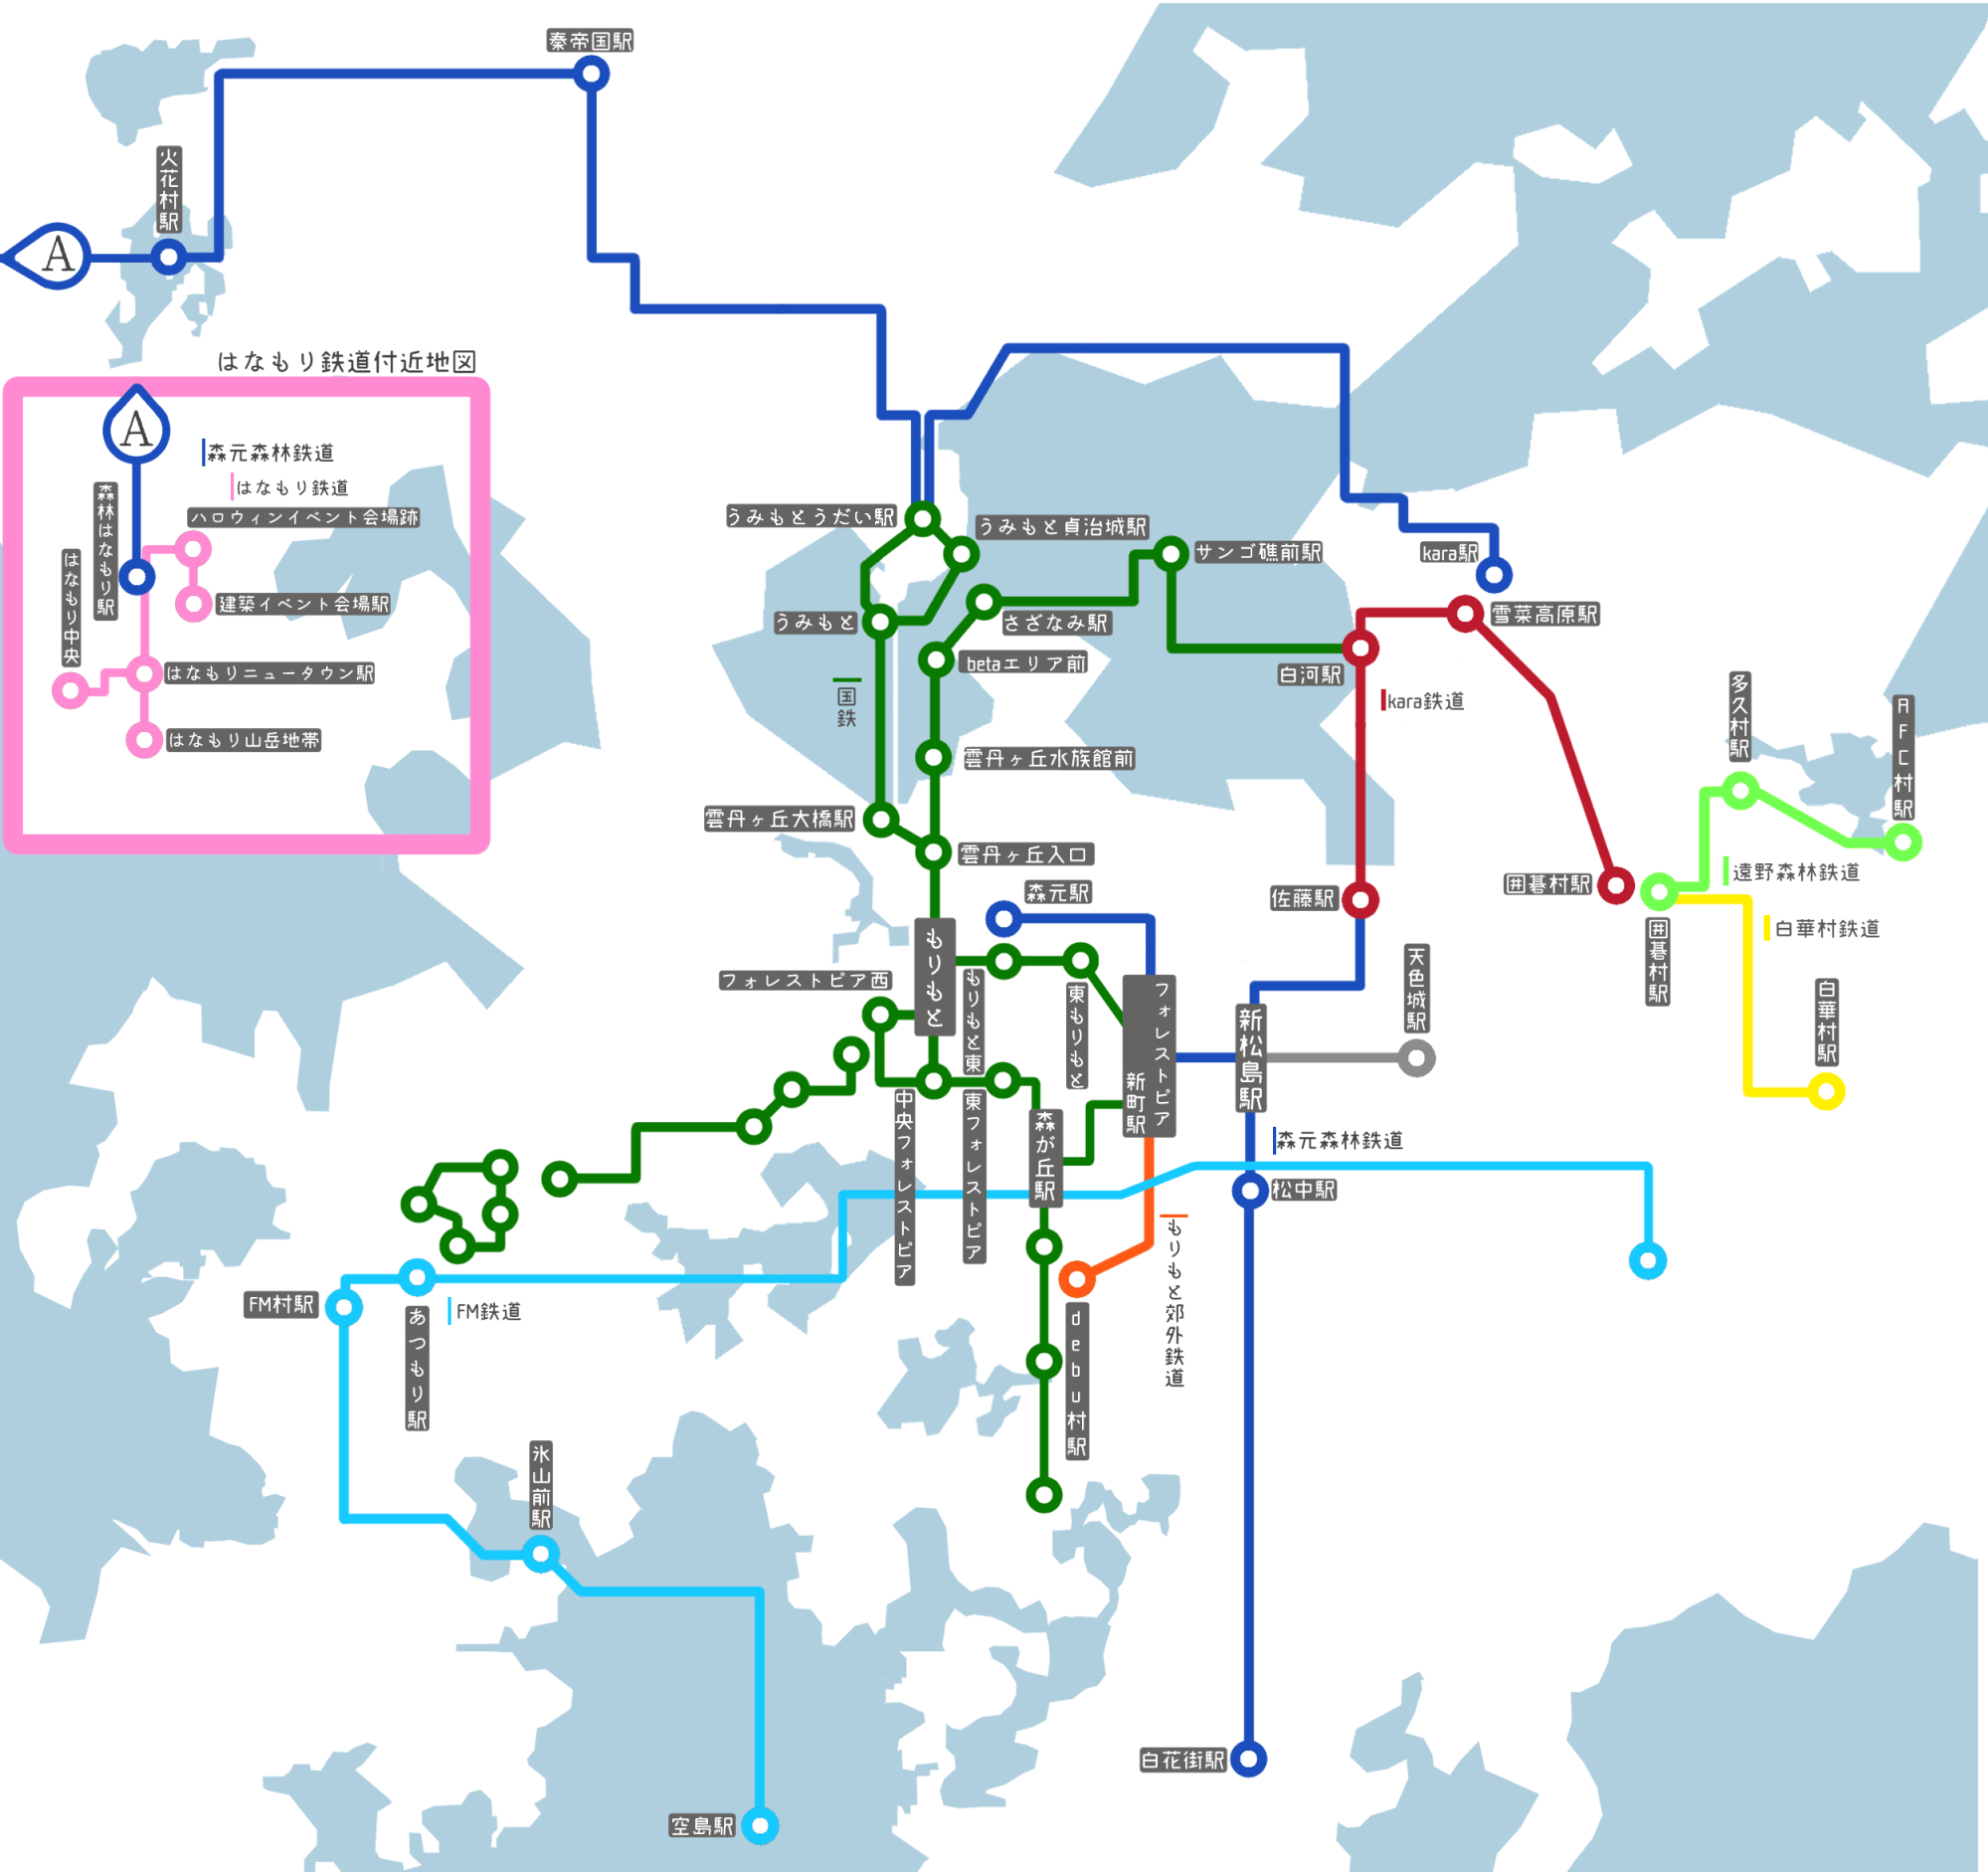 秦帝国駅
火花村駅
A
はなもり鉄道付近地図
A
森元森林鉄道
はなもり鉄道
森林はなもり駅
ハロウィンイベント会場跡
はなもり中央
建築イベント会場駅
はなもりニュータウン駅
はなもり山岳地帯
うみもとうだい駅
うみもと貞治城駅
サンゴ礁前駅
kara駅
うみもと
さざなみ駅
雪菜高原駅
betaエリア前
白河駅
国鉄
kara鉄道
多久村駅
AFC村駅
雲丹ヶ丘水族館前
雲丹ヶ丘大橋駅
雲丹ヶ丘入口
遠野森林鉄道
囲碁村駅
森元駅
佐藤駅
囲碁村駅
白華村鉄道
もりもと
フォレストピア西
もりもと東
東もりもと
フォレストピア新町駅
新松島駅
天色城駅
白華村駅
中央フォレストピア
東フォレストピア
森が丘駅
森元森林鉄道
松中駅
もりもと郊外鉄道
FM村駅
あつもり駅
FM鉄道
debu村駅
氷山前駅
白花街駅
空島駅